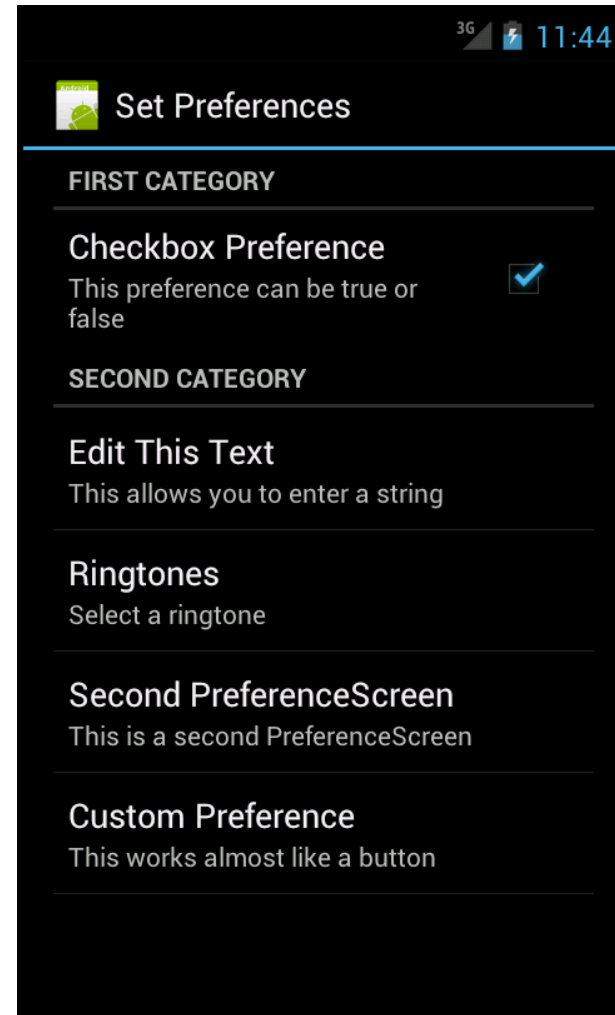 3G 11:44
Android
Set Preferences
FIRST CATEGORY
Checkbox Preference
This preference can be true or
false
SECOND CATEGORY
Edit This Text
This allows you to enter a string
Ringtones
Select a ringtone
Second PreferenceScreen
This is a second PreferenceScreen
Custom Preference
This works almost like a button